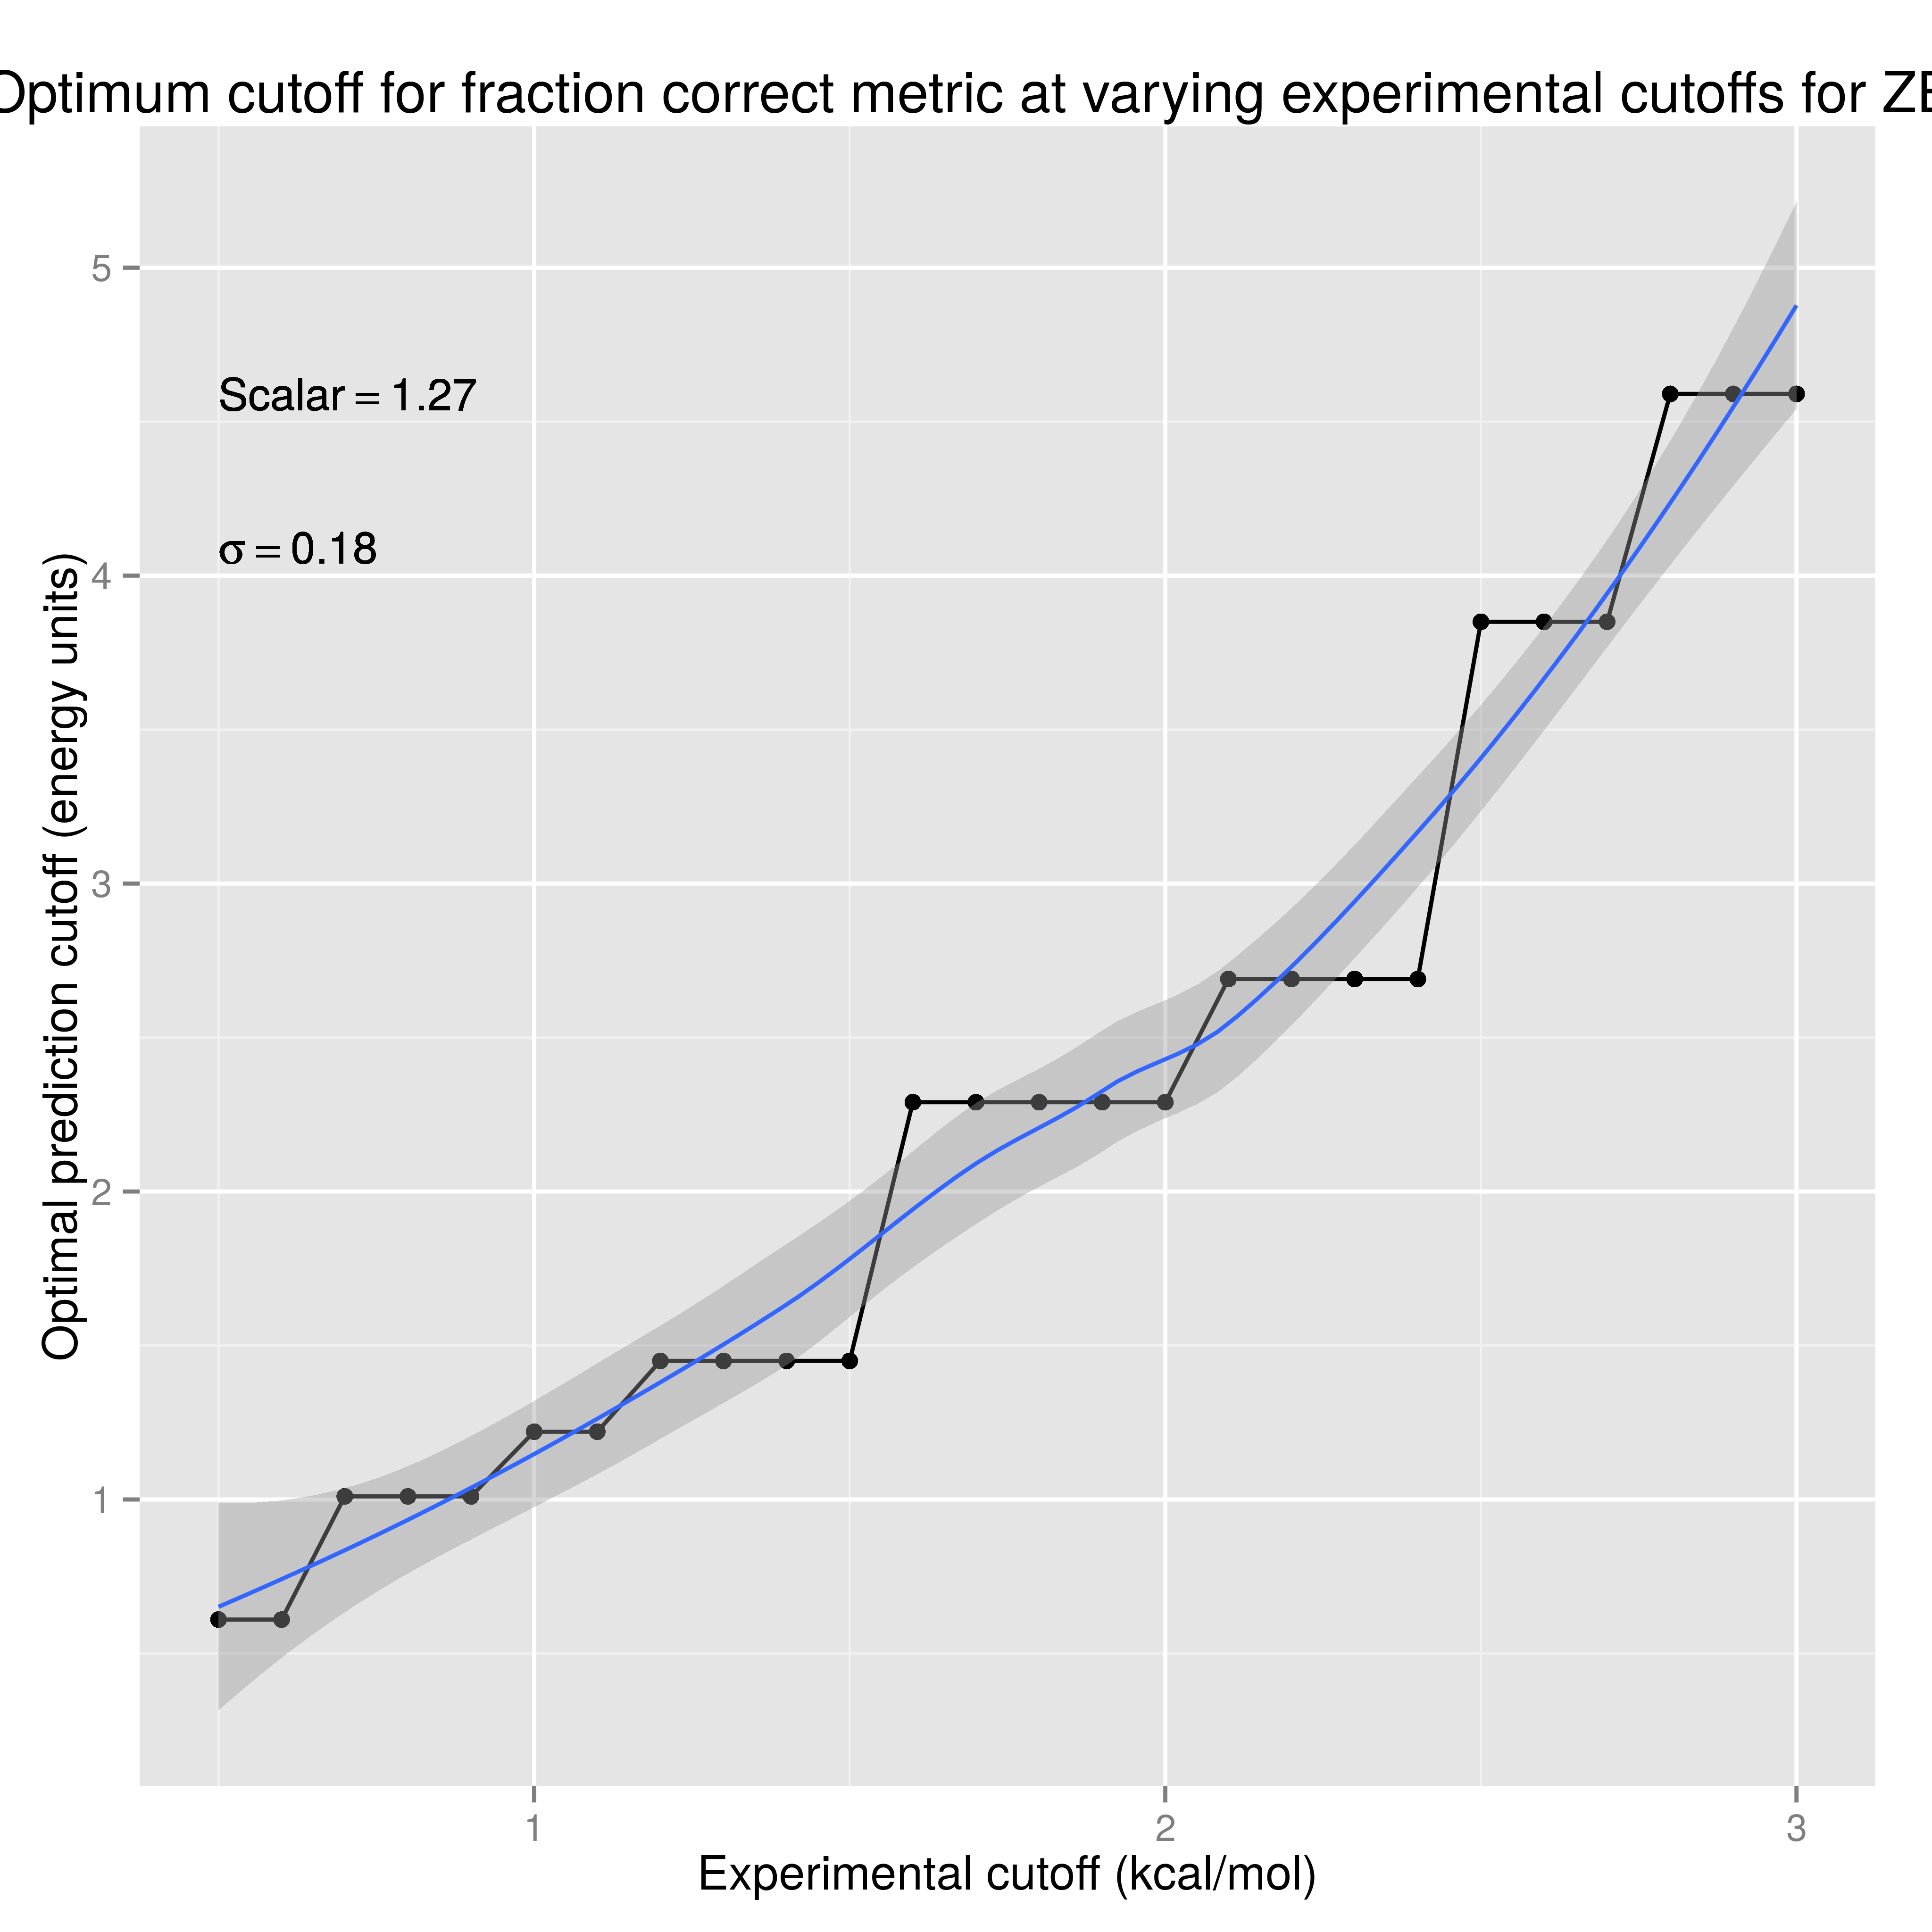 Optimum cutoff for fraction correct metric at varying experimental cutoffs for
Scalar = 1.27
σ = 0.18
Optimal prediction cutoff (energy units)
5
4
3
2
1
1 2 3
Experimental cutoff (kcal/mol)